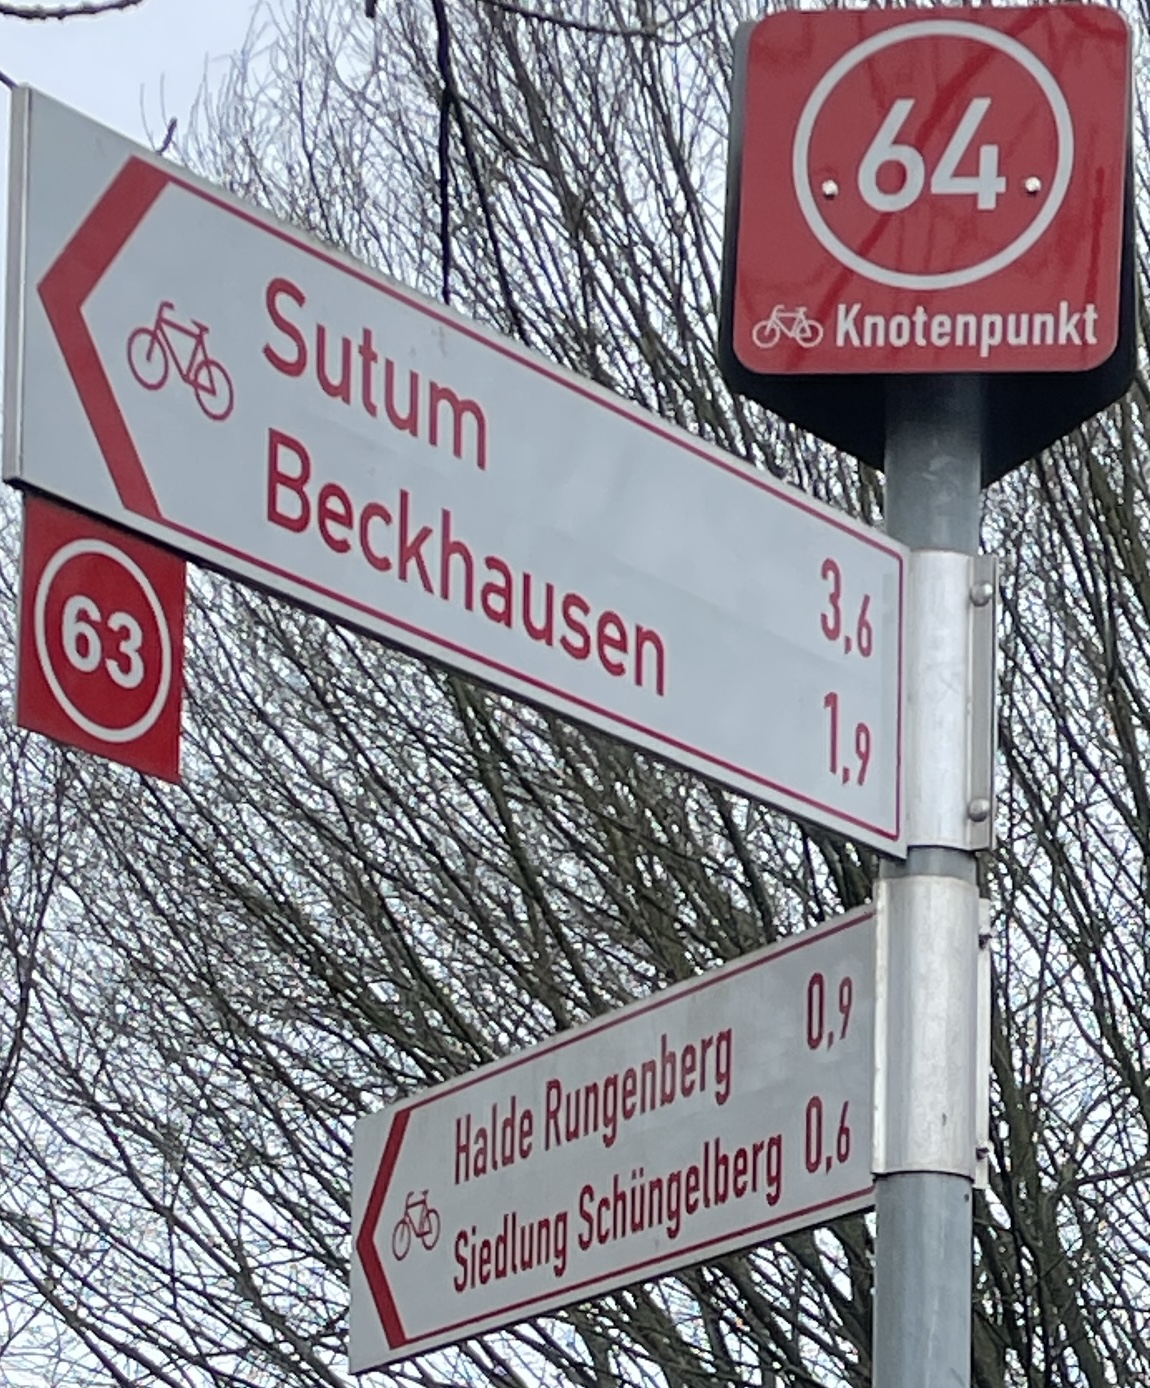 64
Knotenpunkt
Sutum 3,6
Beckhausen 1,9
63
Halde Rungenberg 0,9
Siedlung Schüngelberg 0,6